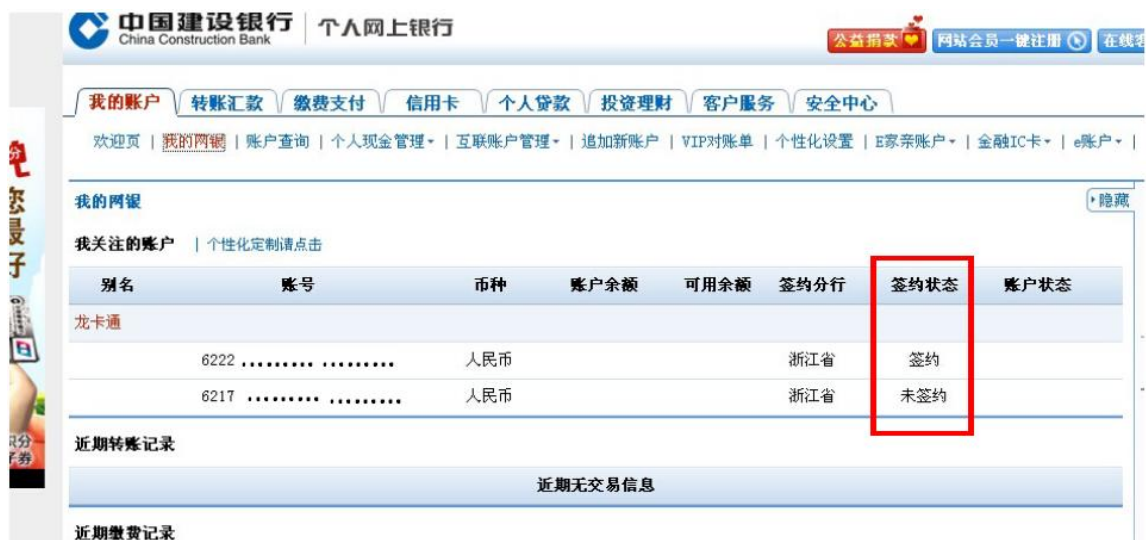 中国建设银行 个人网上银行
China Construction Bank
公益捐款 网站会员一键注册 在线
我的账户 转账汇款 缴费支付 信用卡 个人贷款 投资理财 客户服务 安全中心
欢迎页 | 我的网银 | 账户查询 | 个人现金管理 | 互联账户管理 | 追加新账户 | VIP对账单 | 个性化设置 | E家亲账户 | 金融IC卡 | e账户 |
我的网银 隐藏
我关注的账户 | 个性化定制请点击
别名 账号 币种 账户余额 可用余额 签约分行 签约状态 账户状态
龙卡通
6222 ......... ......... 人民币 浙江省 签约
6217 ......... ......... 人民币 浙江省 未签约
近期转账记录
近期无交易信息
近期缴费记录
您
最
好